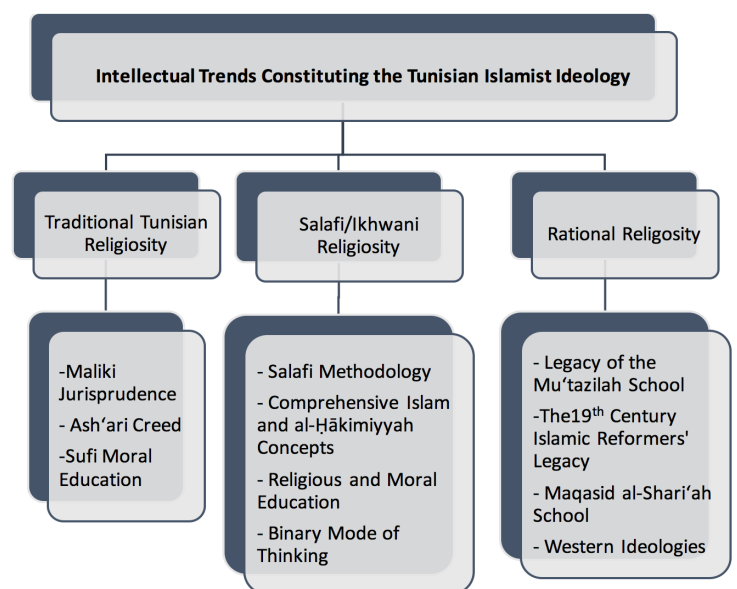 Intellectual Trends Constituting the Tunisian Islamist Ideology
Traditional Tunisian
Religiosity
Salafi/Ikhwani
Religiosity
Rational Religosity
-Maliki
Jurisprudence
- Ash‘ari Creed
-Sufi Moral
Education
- Salafi Methodology
- Comprehensive Islam
and al-Ḥākimiyyah
Concepts
- Religious and Moral
Education
- Binary Mode of
Thinking
- Legacy of the
Mu‘tazilah School
-The19th Century
Islamic Reformers'
Legacy
- Maqasid al-Shari‘ah
School
- Western Ideologies